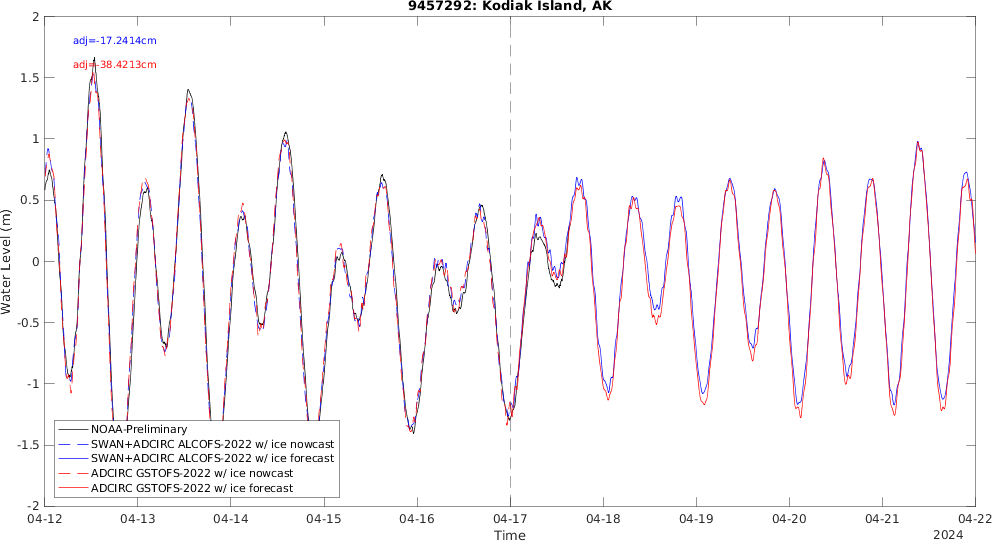 9457292: Kodiak Island, AK
adj=-17.2414cm
adj=-38.4213cm
2
1.5
1
0.5
0
-0.5
-1
-1.5
-2
Water Level (m)
NOAA-Preliminary
SWAN+ADCIRC ALCOFS-2022 w/ ice nowcast
SWAN+ADCIRC ALCOFS-2022 w/ ice forecast
ADCIRC GSTOFS-2022 w/ ice nowcast
ADCIRC GSTOFS-2022 w/ ice forecast
04-12 04-13 04-14 04-15 04-16 04-17 04-18 04-19 04-20 04-21 04-22
Time
2024